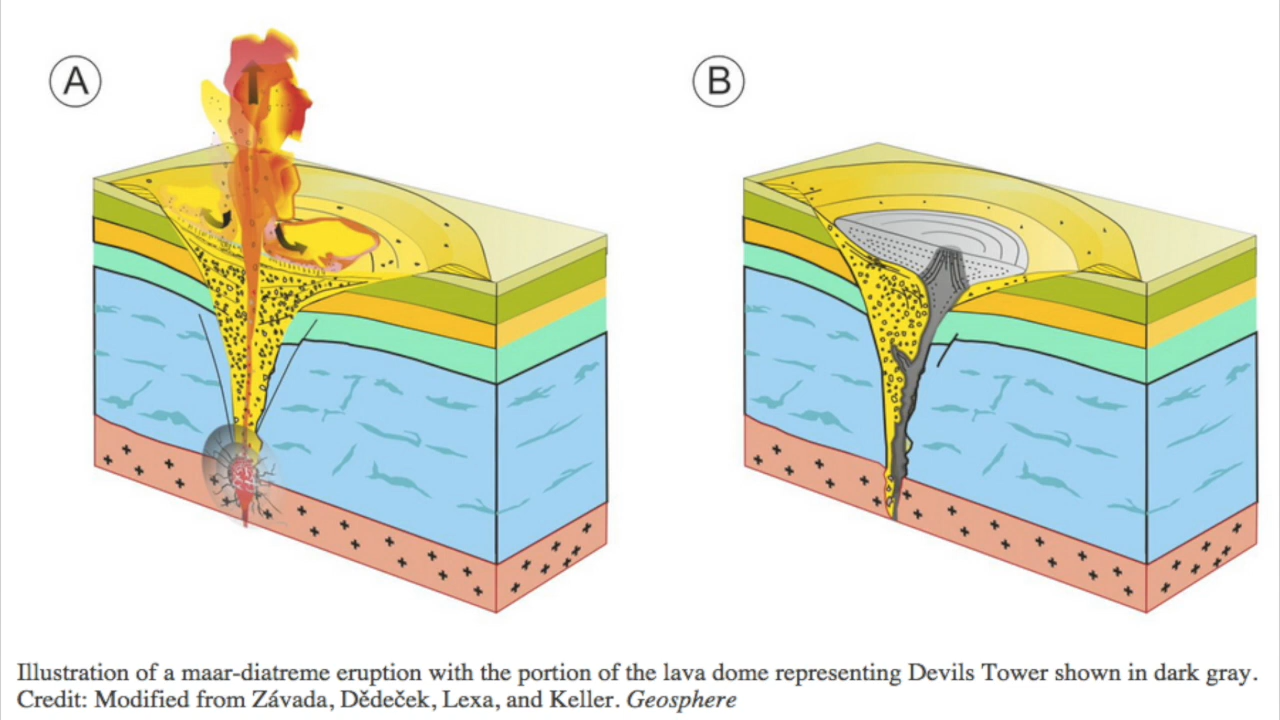 A
B
Illustration of a maar-diatreme eruption with the portion of the lava dome representing Devils Tower shown in dark gray.
Credit: Modified from Závada, Dědeček, Lexa, and Keller. Geosphere